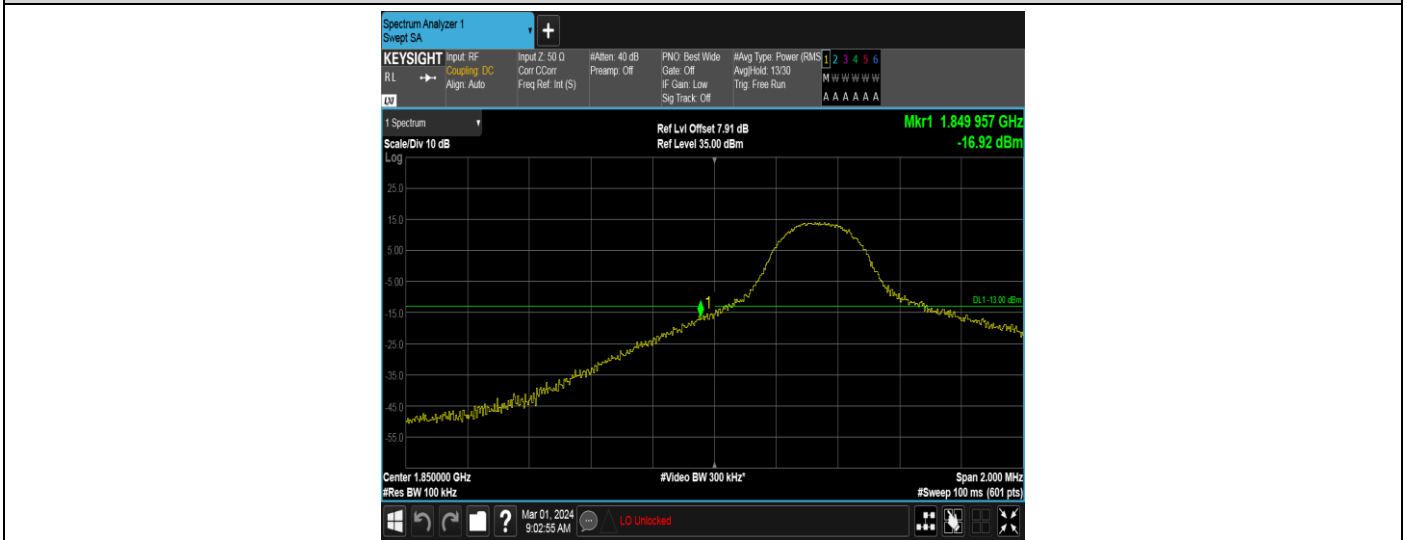 Spectrum Analyzer 1
Swept SA
+
KEYSIGHT
RL
LXI
Input: RF
Coupling: DC
Align: Auto
Input Z: 50 Ω
Corr CCorr
Freq Ref: Int (S)
#Atten: 40 dB
Preamp: Off
PNO: Best Wide
Gate: Off
IF Gain: Low
Sig Track: Off
#Avg Type: Power (RMS
Avg|Hold: 13/30
Trig: Free Run
1 2 3 4 5 6
M W W W W W
A A A A A A
1 Spectrum
Scale/Div 10 dB
Log
Ref Lvl Offset 7.91 dB
Ref Level 35.00 dBm
Mkr1 1.849 957 GHz
-16.92 dBm
25.0
15.0
5.00
-5.00
-15.0
-25.0
-35.0
-45.0
-55.0
1
DL1 -13.00 dBm
Center 1.850000 GHz
#Res BW 100 kHz
#Video BW 300 kHz*
Span 2.000 MHz
#Sweep 100 ms (601 pts)
?
Mar 01, 2024
9:02:55 AM
LO Unlocked